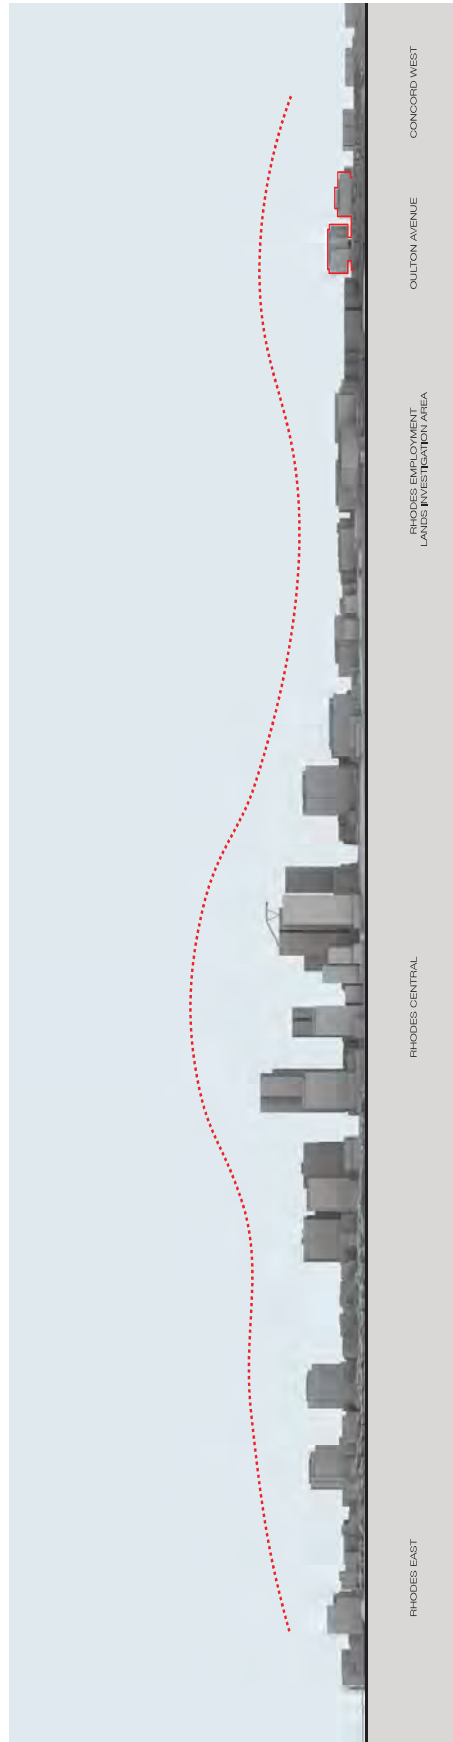 RHODES EAST
RHODES CENTRAL
RHODES EMPLOYMENT
LANDS INVESTIGATION AREA
OULTON AVENUE
CONCORD WEST